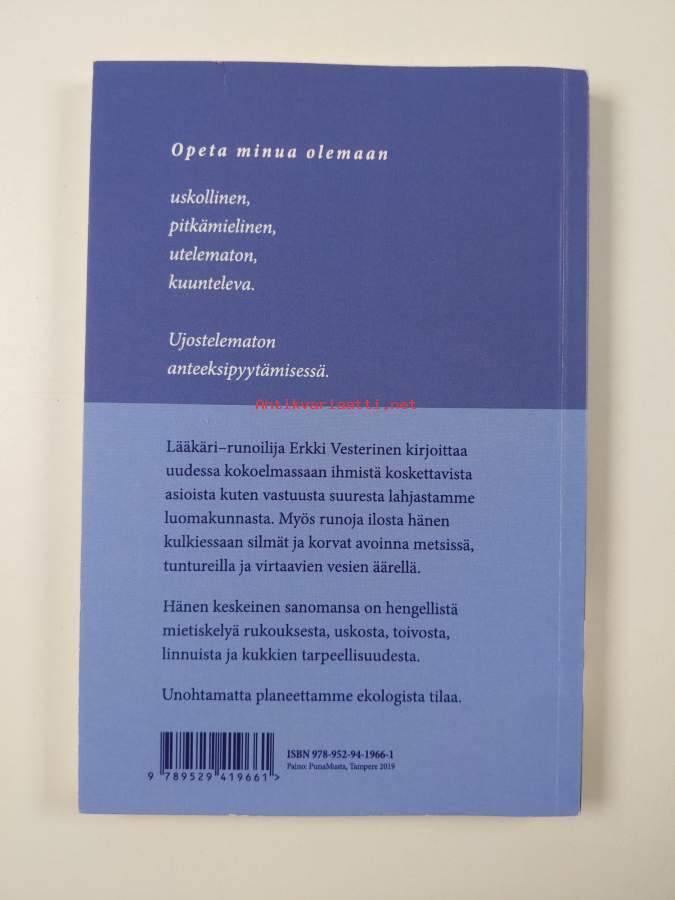 Opeta minua olemaan
uskollinen,
pitkämielinen,
utelematon,
kuunteleva.
Ujostelematon
anteeksipyytämisessä.
Antikvariaatti.net
Lääkäri–runoilija Erkki Vesterinen kirjoittaa
uudessa kokoelmassaan ihmistä koskettavista
asioista kuten vastuusta suuresta lahjastamme
luomakunnasta. Myös runoja ilosta hänen
kulkiessaan silmät ja korvat avoinna metsissä,
tuntureilla ja virtaavien vesien äärellä.
Hänen keskeinen sanomansa on hengellistä
mietiskelyä rukouksesta, uskosta, toivosta,
linnuista ja kukkien tarpeellisuudesta.
Unohtamatta planeettamme ekologista tilaa.
ISBN 978-952-94-1966-1
Paino: PunaMusta, Tampere 2019
9 789529 419661 >